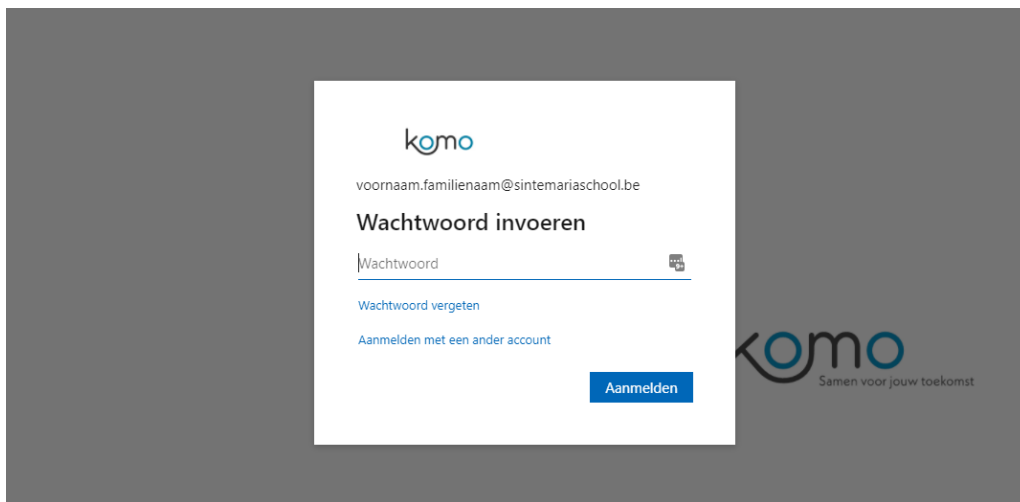 komo
voornaam.familienaam@sintemariaschool.be
Wachtwoord invoeren
Wachtwoord
Wachtwoord vergeten
Aanmelden met een ander account
Aanmelden
komo
Samen voor jouw toekomst